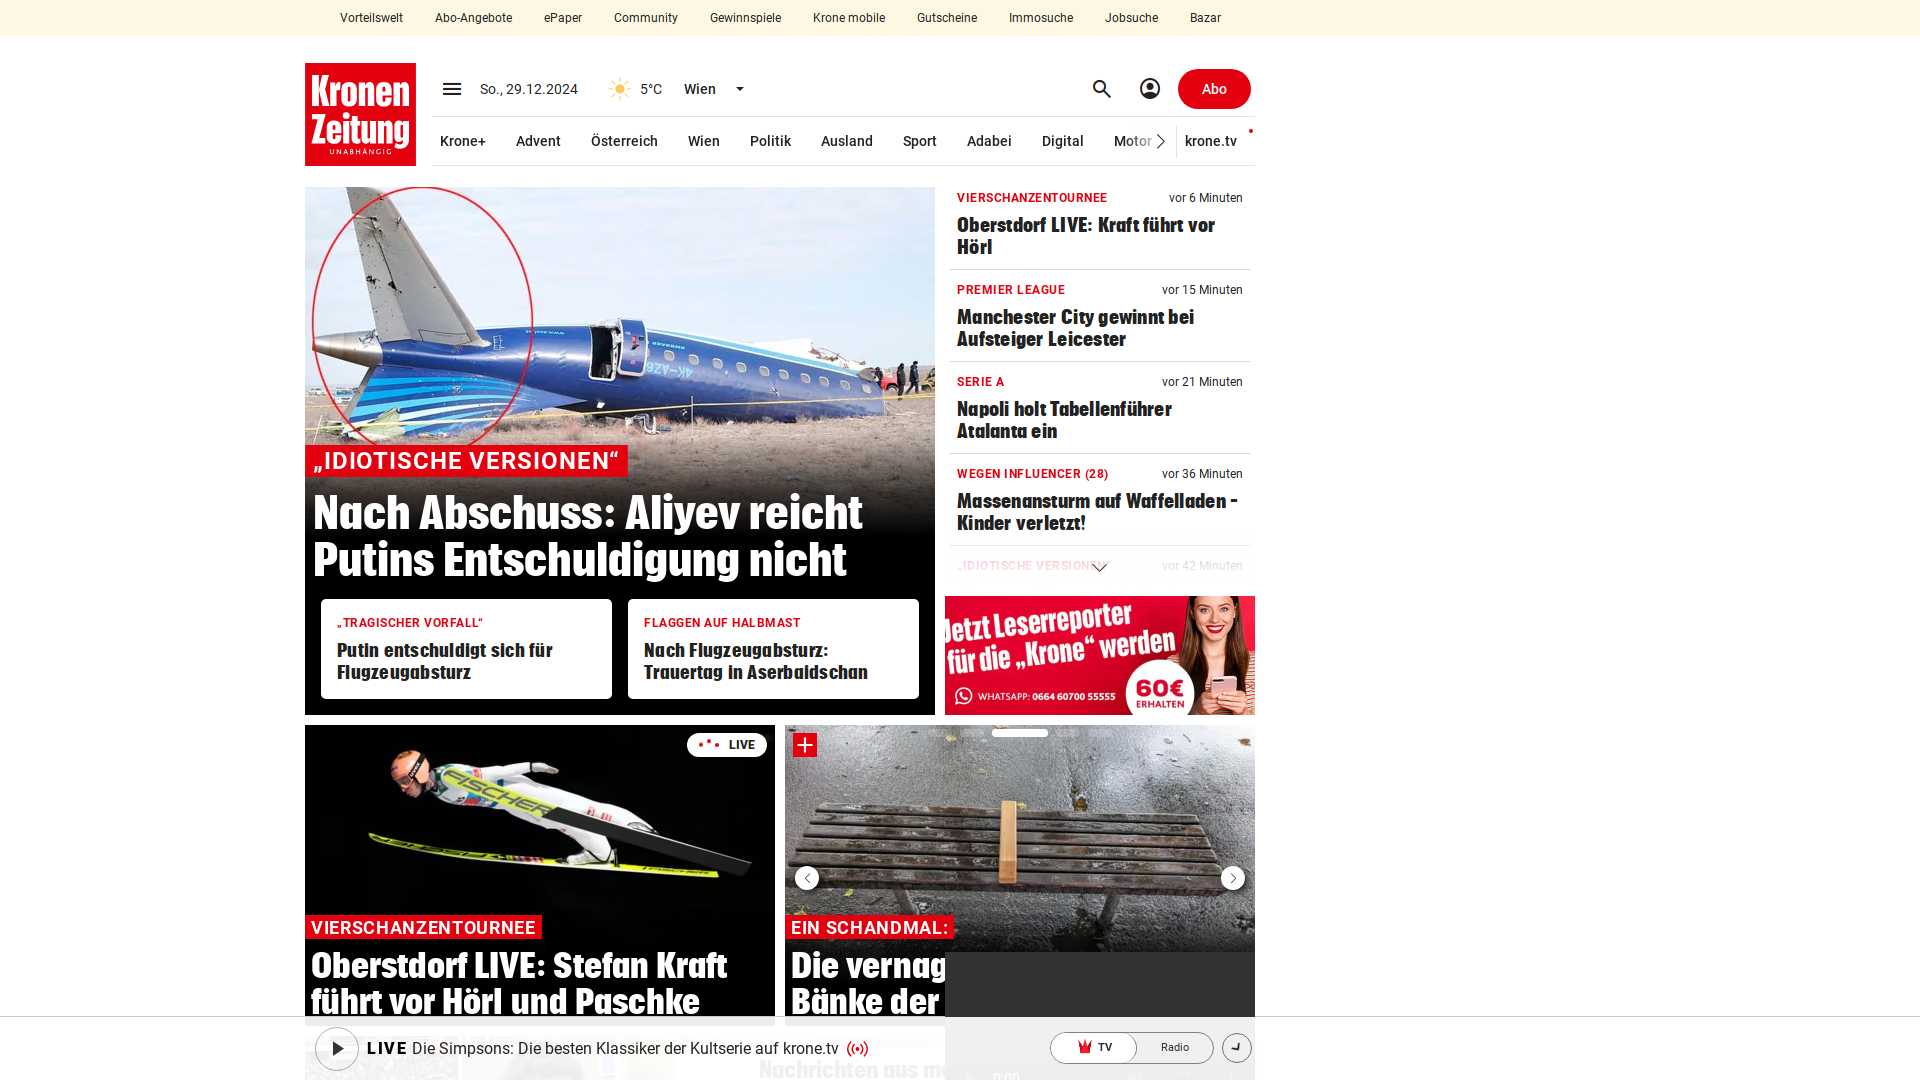 Vorteilswelt Abo-Angebote ePaper Community Gewinnspiele Krone mobile Gutscheine Immosuche Jobsuche Bazar
Kronen
Zeitung
UNABHÄNGIG
So., 29.12.2024 5°C Wien
Abo
Krone+ Advent Österreich Wien Politik Ausland Sport Adabei Digital Motor krone.tv
4K-AZ6
„IDIOTISCHE VERSIONEN“
Nach Abschuss: Aliyev reicht
Putins Entschuldigung nicht
„TRAGISCHER VORFALL“
Putin entschuldigt sich für
Flugzeugabsturz
FLAGGEN AUF HALBMAST
Nach Flugzeugabsturz:
Trauertag in Aserbaidschan
VIERSCHANZENTOURNEE vor 6 Minuten
Oberstdorf LIVE: Kraft führt vor
Hörl
PREMIER LEAGUE vor 15 Minuten
Manchester City gewinnt bei
Aufsteiger Leicester
SERIE A vor 21 Minuten
Napoli holt Tabellenführer
Atalanta ein
WEGEN INFLUENCER (28) vor 36 Minuten
Massenansturm auf Waffelladen –
Kinder verletzt!
„IDIOTISCHE VERSIONEN“ vor 42 Minuten
Jetzt Leserreporter
für die „Krone“ werden
WHATSAPP: 0664 60700 55555
60€
ERHALTEN
LIVE
FISCHER
VIERSCHANZENTOURNEE
Oberstdorf LIVE: Stefan Kraft
führt vor Hörl und Paschke
EIN SCHANDMAL:
Die vernag
Bänke der
LIVE Die Simpsons: Die besten Klassiker der Kultserie auf krone.tv
TV Radio
Nachrichten aus
0:00